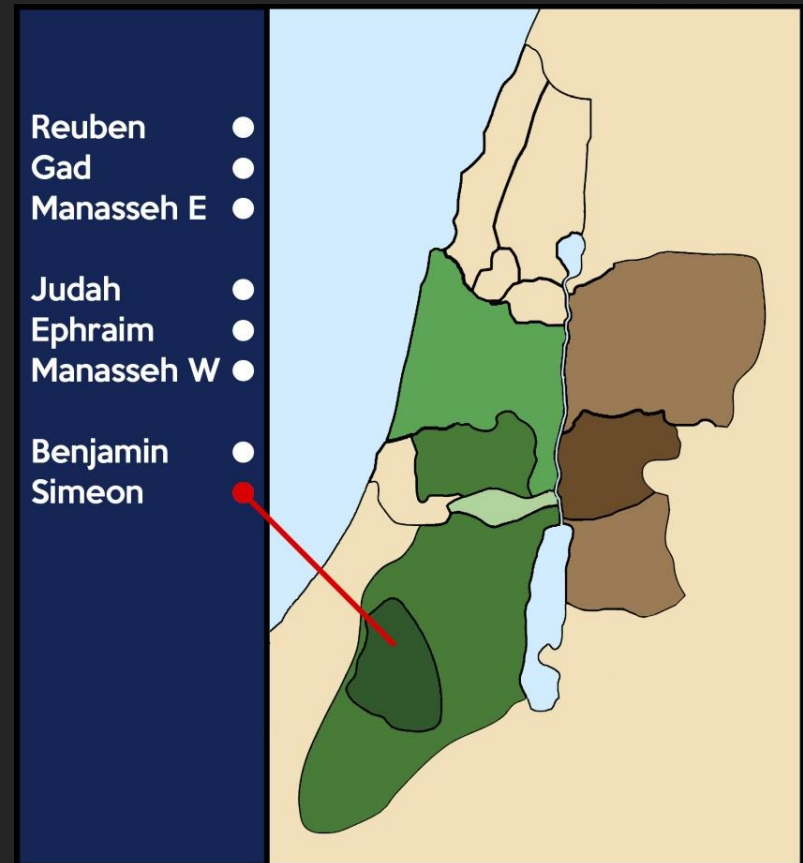 Reuben
Gad
Manasseh E
Judah
Ephraim
Manasseh W
Benjamin
Simeon